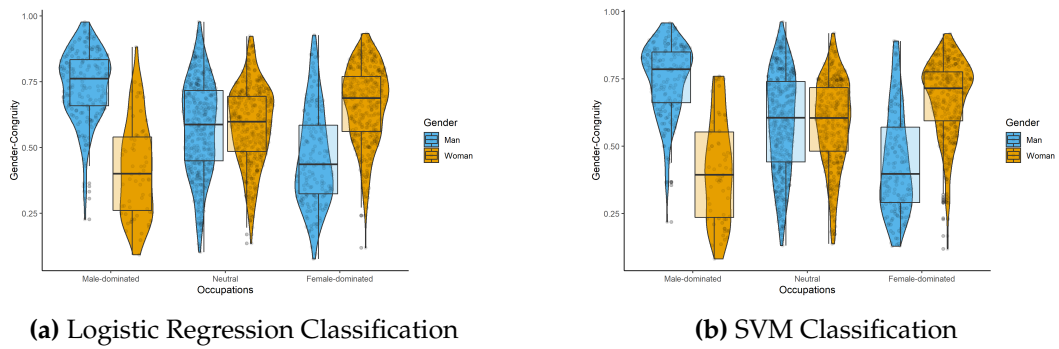 1.00
0.75
0.50
0.25
Gender-Congruity
Male-dominated Neutral Female-dominated
Occupations
Gender
Man
Woman
(a) Logistic Regression Classification
1.00
0.75
0.50
0.25
Gender-Congruity
Male-dominated Neutral Female-dominated
Occupations
Gender
Man
Woman
(b) SVM Classification